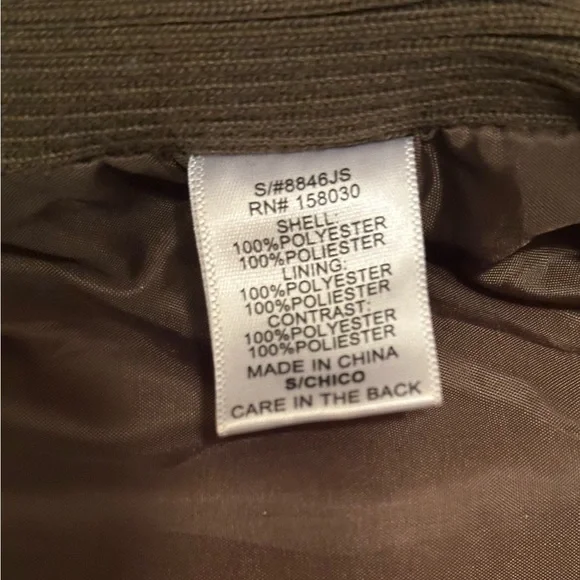 S/#8846JS
RN# 158030
SHELL:
100%POLYESTER
100%POLIESTER
LINING:
100%POLYESTER
100%POLIESTER
CONTRAST:
100%POLYESTER
100%POLIESTER
MADE IN CHINA
S/CHICO
CARE IN THE BACK